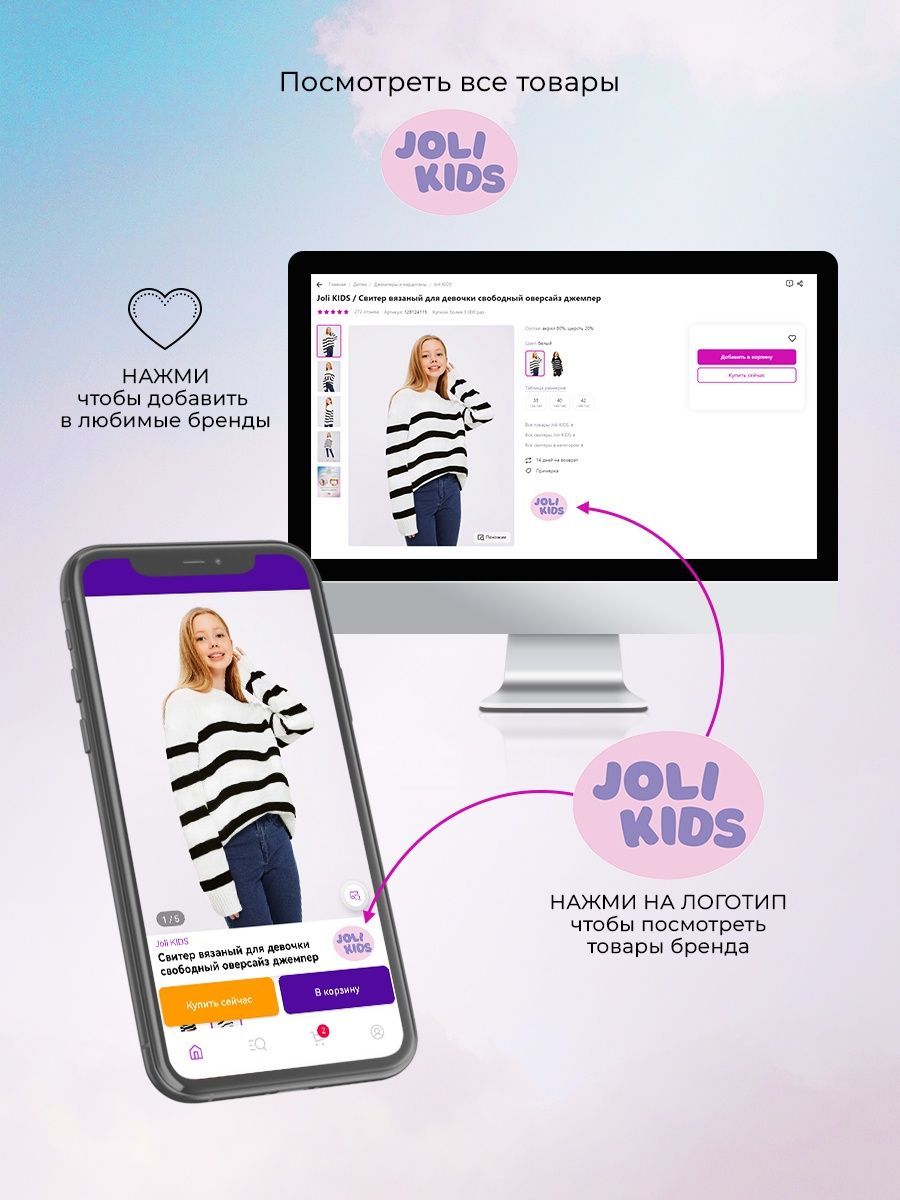 Посмотреть все товары
JOLI
KIDS
НАЖМИ
чтобы добавить
в любимые бренды
Главная / Детям / Джемперы и кардиганы / Joli KIDS
Joli KIDS / Свитер вязаный для девочки свободный оверсайз джемпер
272 отзыва Артикул: 128124115 Купили более 3 000 раз
Состав: акрил 80%, шерсть 20%
Цвет: белый
Таблица размеров
38 40 42
Все товары Joli KIDS
Все свитеры Joli KIDS
Все свитеры в категории
14 дней на возврат
Примерка
JOLI
KIDS
Похожие
Добавить в корзину
Купить сейчас
JOLI
KIDS
НАЖМИ НА ЛОГОТИП
чтобы посмотреть
товары бренда
1 / 5
Joli KIDS
Свитер вязаный для девочки
свободный оверсайз джемпер
JOLI
KIDS
Купить сейчас
В корзину
2